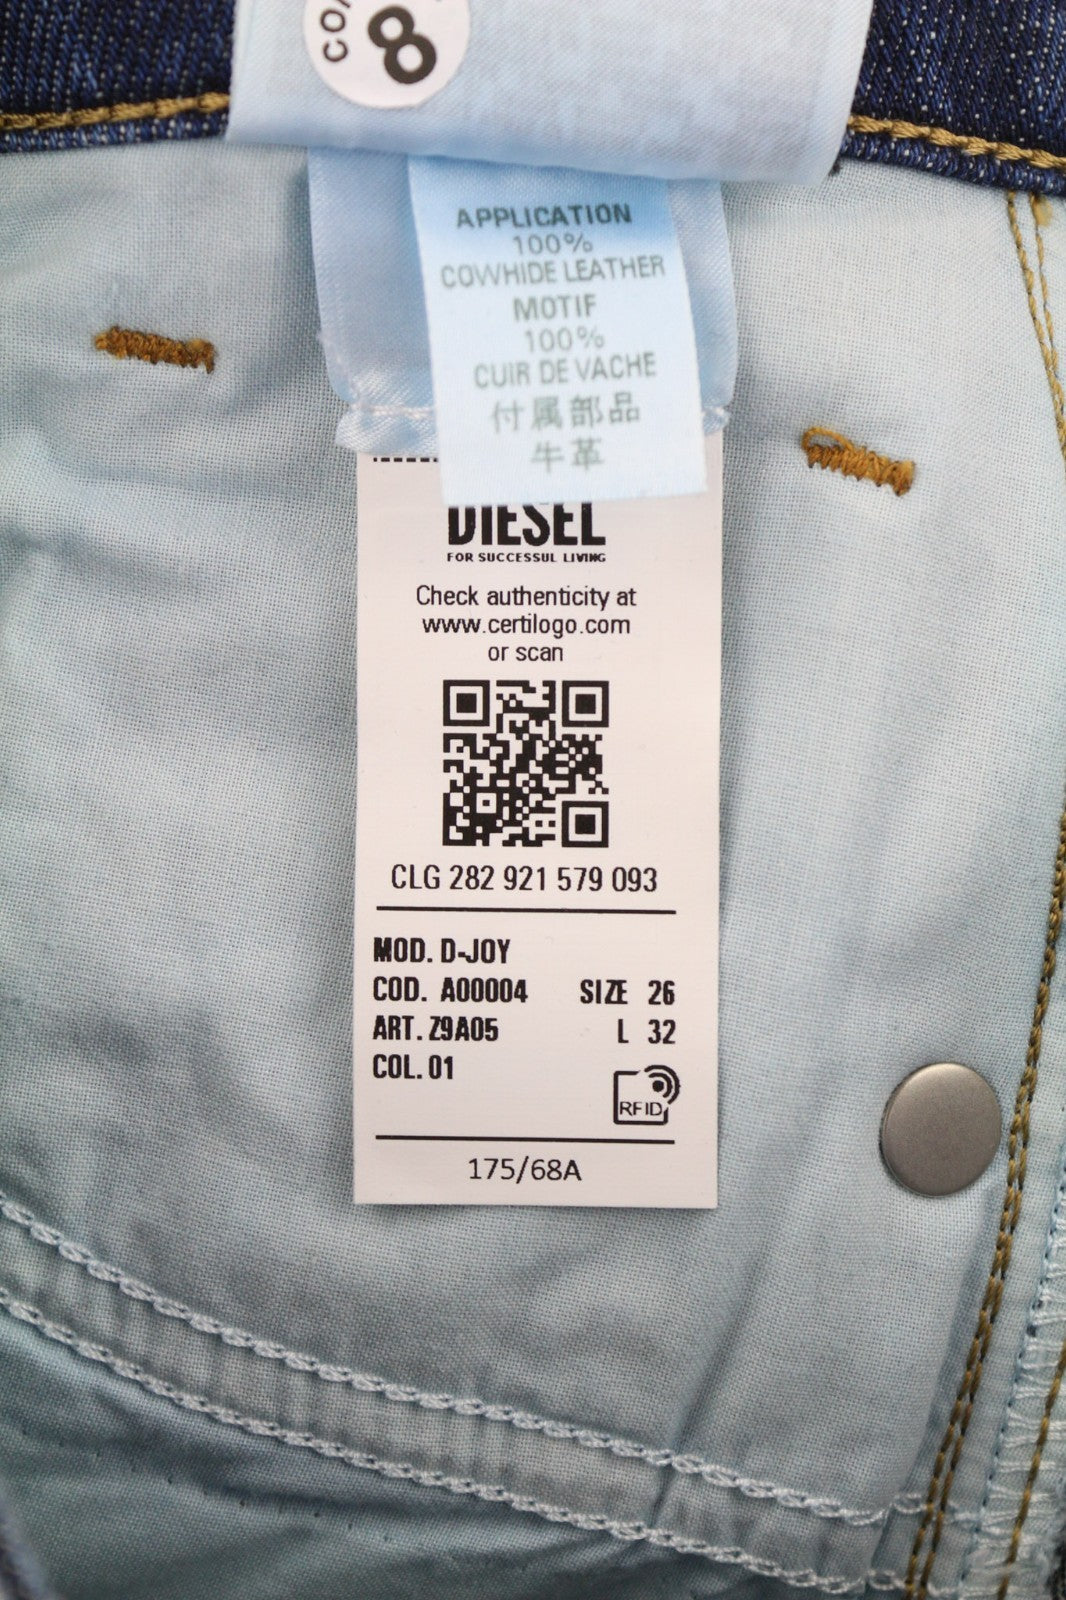 8
APPLICATION
100%
COWHIDE LEATHER
MOTIF
100%
CUIR DE VACHE
付属部品
牛革
DIESEL
FOR SUCCESSUL LIVING
Check authenticity at
www.certilogo.com
or scan
CLG 282 921 579 093
MOD. D-JOY
COD. A00004 SIZE 26
ART. Z9A05 L 32
COL. 01
RFID
175/68A